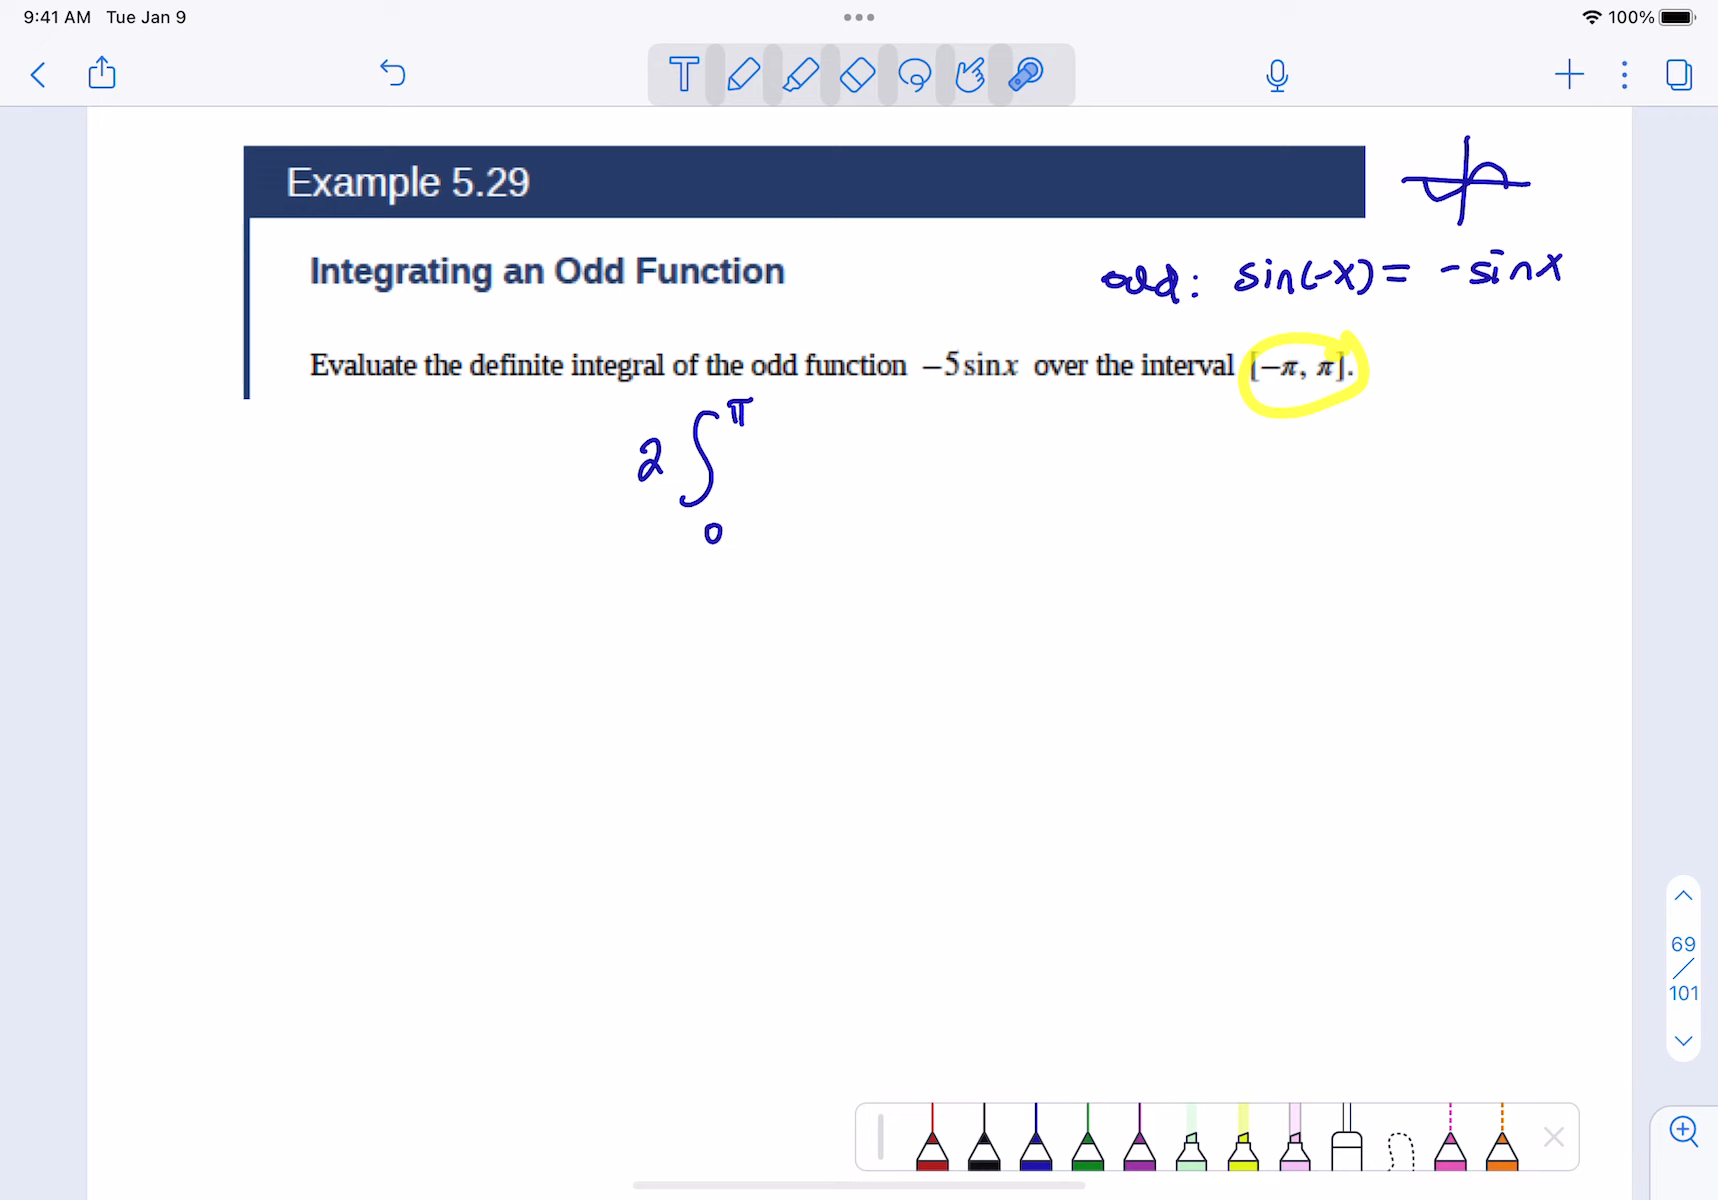 9:41 AM Tue Jan 9
100%
T
Example 5.29
Integrating an Odd Function
odd: sin(-x) = -sinx
Evaluate the definite integral of the odd function −5 sin x over the interval [−π, π].
2 ∫ π
0
69
/
101